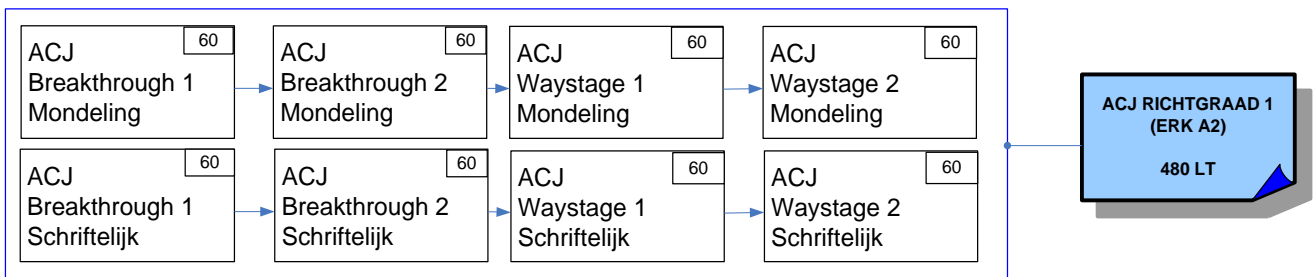 ACJ
Breakthrough 1
Mondeling
60
ACJ
Breakthrough 2
Mondeling
60
ACJ
Waystage 1
Mondeling
60
ACJ
Waystage 2
Mondeling
60
ACJ
Breakthrough 1
Schriftelijk
60
ACJ
Breakthrough 2
Schriftelijk
60
ACJ
Waystage 1
Schriftelijk
60
ACJ
Waystage 2
Schriftelijk
60
ACJ RICHTGRAAD 1
(ERK A2)
480 LT